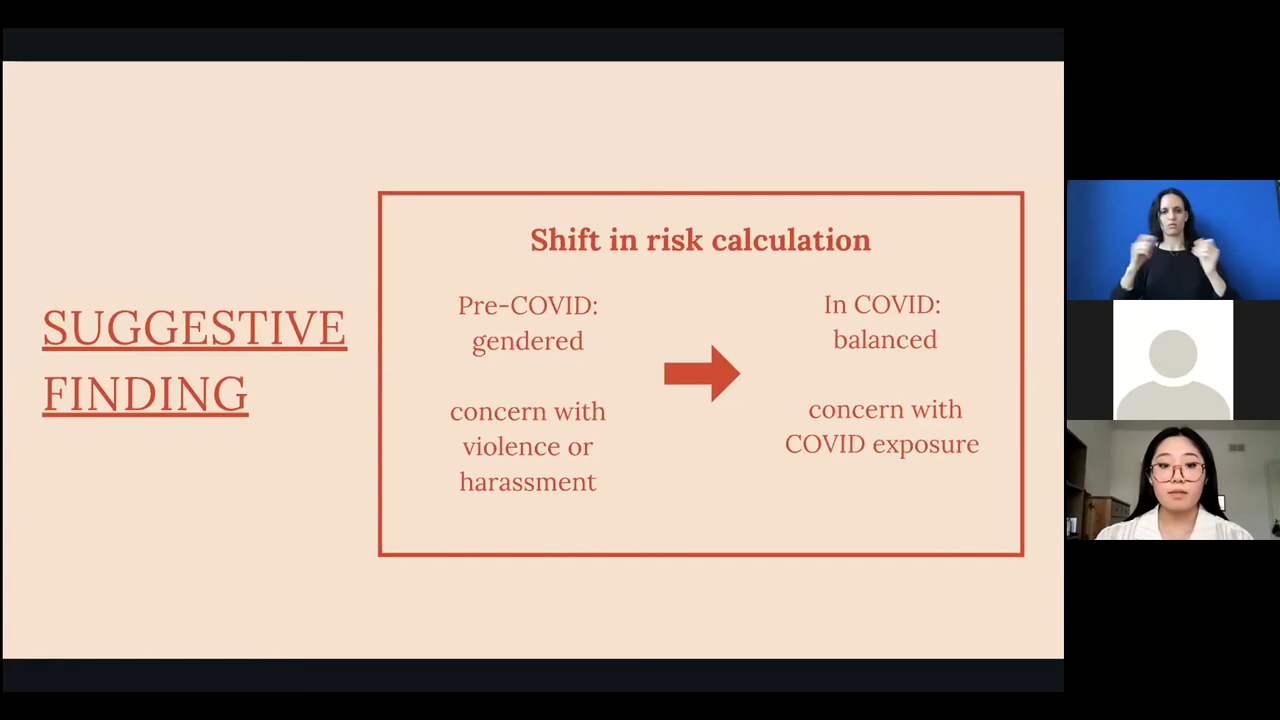 SUGGESTIVE
FINDING
Shift in risk calculation
Pre-COVID:
gendered
concern with
violence or
harassment
In COVID:
balanced
concern with
COVID exposure